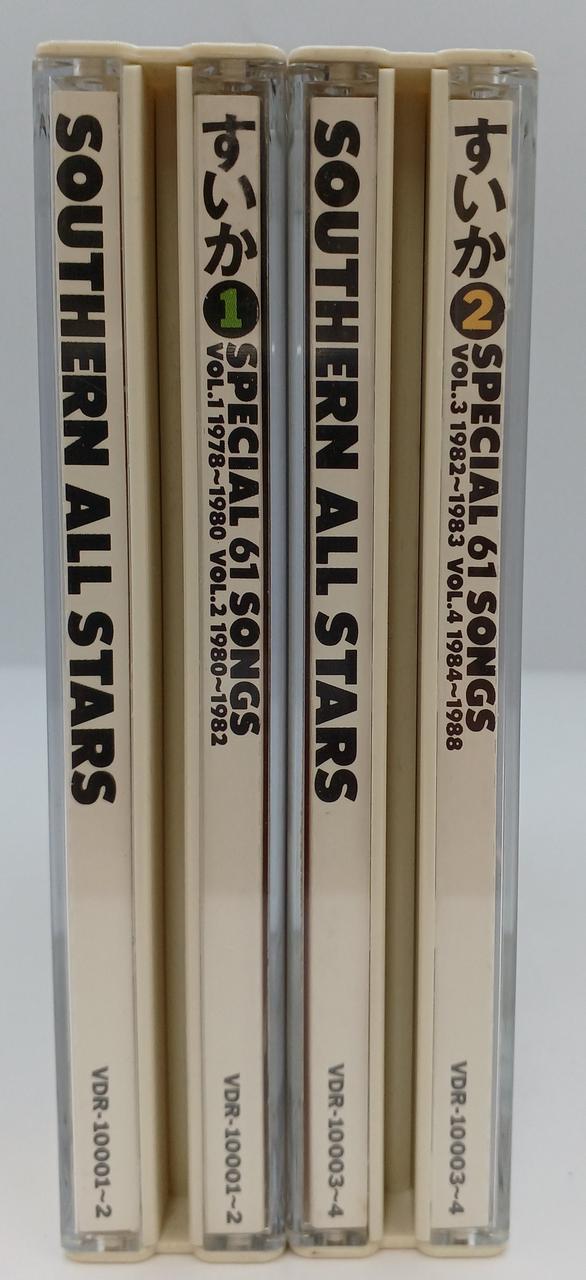 SOUTHERN ALL STARS
VDR-10001~2
すいか1 SPECIAL 61 SONGS
VOL.1 1978~1980 VOL.2 1980~1982
VDR-10001~2
SOUTHERN ALL STARS
VDR-10003~4
すいか2 SPECIAL 61 SONGS
VOL.3 1982~1983 VOL.4 1984~1988
VDR-10003~4